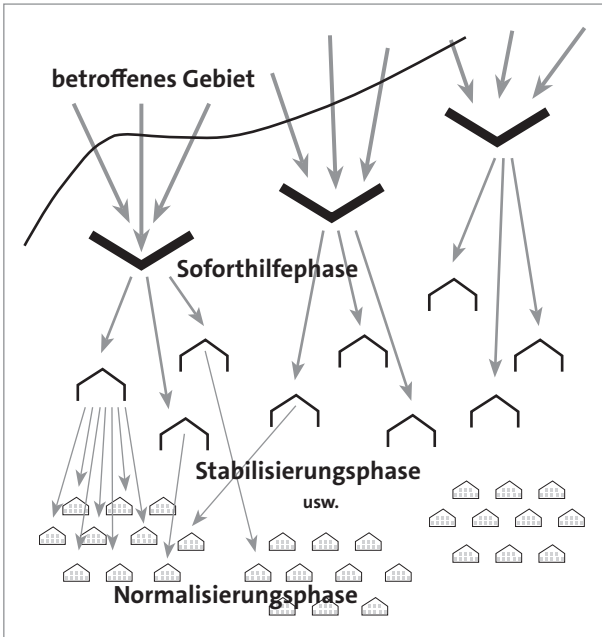 betroffenes Gebiet
Soforthilfephase
Stabilisierungsphase
usw.
Normalisierungsphase